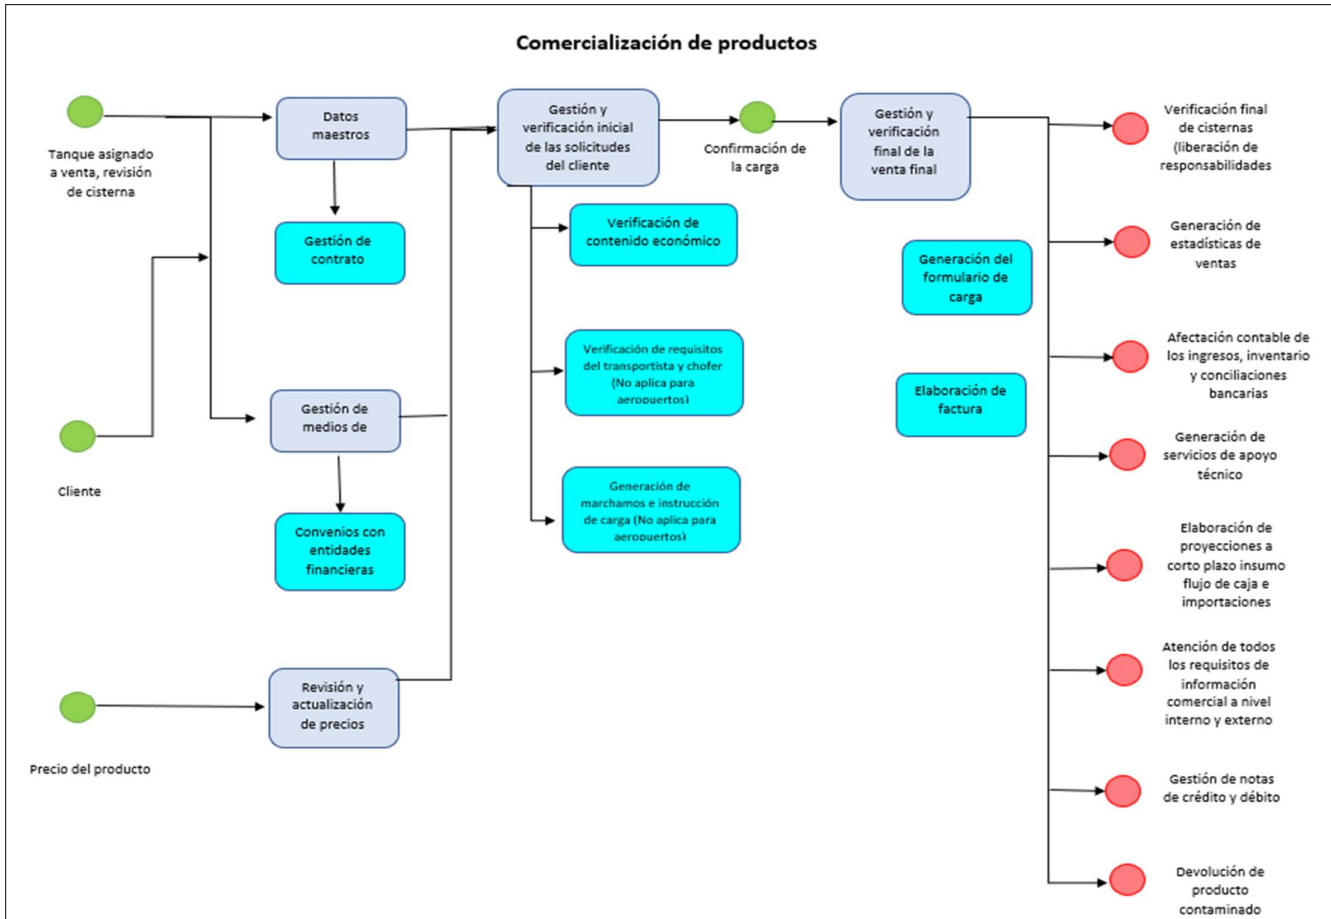 Comercialización de productos
Tanque asignado
a venta, revisión
de cisterna
Datos
maestros
Gestión de
contrato
Cliente
Gestión de
medios de
Convenios con
entidades
financieras
Precio del producto
Revisión y
actualización
de precios
Gestión y
verificación inicial
de las solicitudes
del cliente
Verificación de
contenido económico
Verificación de requisitos
del transportista y chofer
(No aplica para
aeropuertos)
Generación de
marchamos e instrucción
de carga (No aplica para
aeropuertos)
Confirmación de
la carga
Gestión y
verificación
final de la
venta final
Generación del
formulario de
carga
Elaboración de
factura
Verificación final
de cisternas
(liberación de
responsabilidades
Generación de
estadísticas de
ventas
Afectación contable de
los ingresos, inventario
y conciliaciones
bancarias
Generación de
servicios de apoyo
técnico
Elaboración de
proyecciones a
corto plazo insumo
flujo de caja e
importaciones
Atención de todos
los requisitos de
información
comercial a nivel
interno y externo
Gestión de notas
de crédito y débito
Devolución de
producto
contaminado